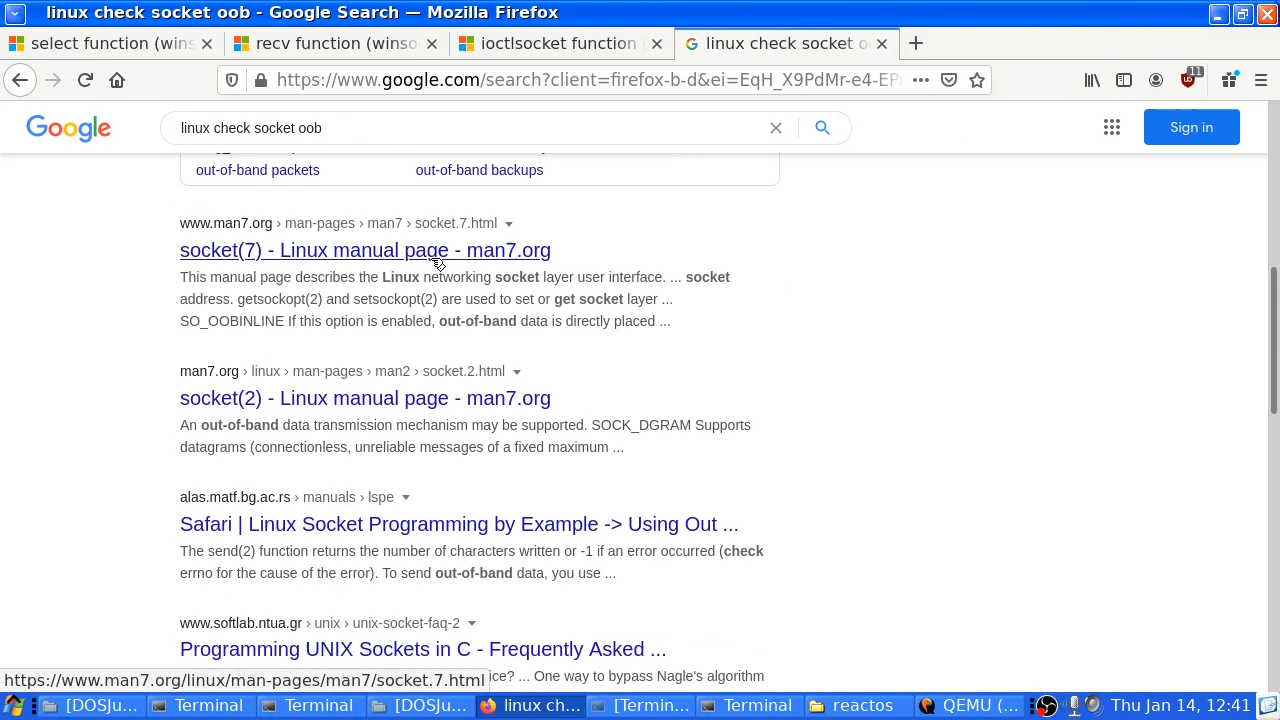 linux check socket oob - Google Search — Mozilla Firefox
select function (wins
recv function (winso
ioctlsocket function
linux check socket o
https://www.google.com/search?client=firefox-b-d&ei=EqH_X9PdMr-e4-EP
11
Google
linux check socket oob
Sign in
out-of-band packets
out-of-band backups
www.man7.org › man-pages › man7 › socket.7.html
socket(7) - Linux manual page - man7.org
This manual page describes the Linux networking socket layer user interface. ... socket
address. getsockopt(2) and setsockopt(2) are used to set or get socket layer ...
SO_OOBINLINE If this option is enabled, out-of-band data is directly placed ...
man7.org › linux › man-pages › man2 › socket.2.html
socket(2) - Linux manual page - man7.org
An out-of-band data transmission mechanism may be supported. SOCK_DGRAM Supports
datagrams (connectionless, unreliable messages of a fixed maximum ...
alas.matf.bg.ac.rs › manuals › lspe
Safari | Linux Socket Programming by Example -> Using Out ...
The send(2) function returns the number of characters written or -1 if an error occurred (check
errno for the cause of the error). To send out-of-band data, you use ...
www.softlab.ntua.gr › unix › unix-socket-faq-2
Programming UNIX Sockets in C - Frequently Asked ...
ice? ... One way to bypass Nagle's algorithm
https://www.man7.org/linux/man-pages/man7/socket.7.html
[DOSJu...
Terminal
Terminal
[DOSJu...
linux ch...
[Termin...
Terminal
reactos
QEMU (...
Thu Jan 14, 12:41